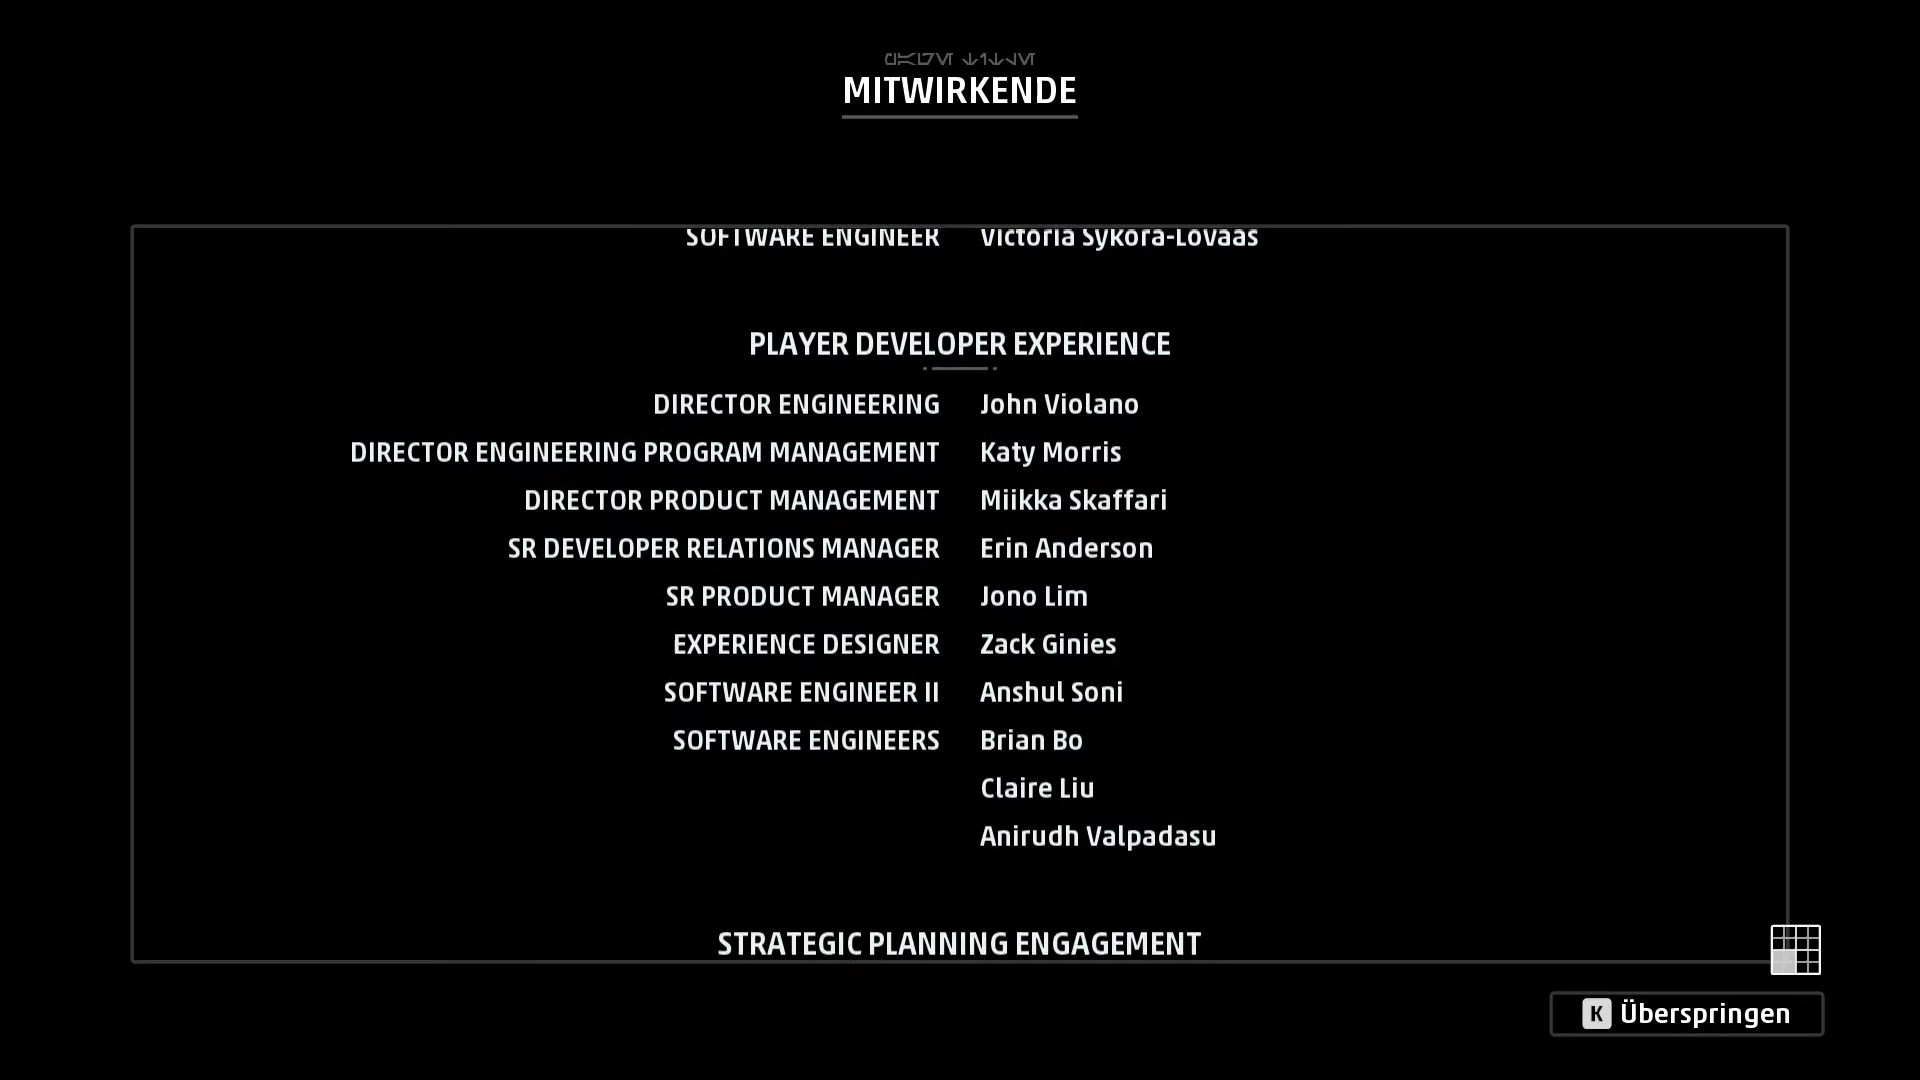 MITWIRKENDE
SOFTWARE ENGINEER Victoria Sykora-Lovaas
PLAYER DEVELOPER EXPERIENCE
DIRECTOR ENGINEERING John Violano
DIRECTOR ENGINEERING PROGRAM MANAGEMENT Katy Morris
DIRECTOR PRODUCT MANAGEMENT Miikka Skaffari
SR DEVELOPER RELATIONS MANAGER Erin Anderson
SR PRODUCT MANAGER Jono Lim
EXPERIENCE DESIGNER Zack Ginies
SOFTWARE ENGINEER II Anshul Soni
SOFTWARE ENGINEERS Brian Bo
Claire Liu
Anirudh Valpadasu
STRATEGIC PLANNING ENGAGEMENT
K Überspringen